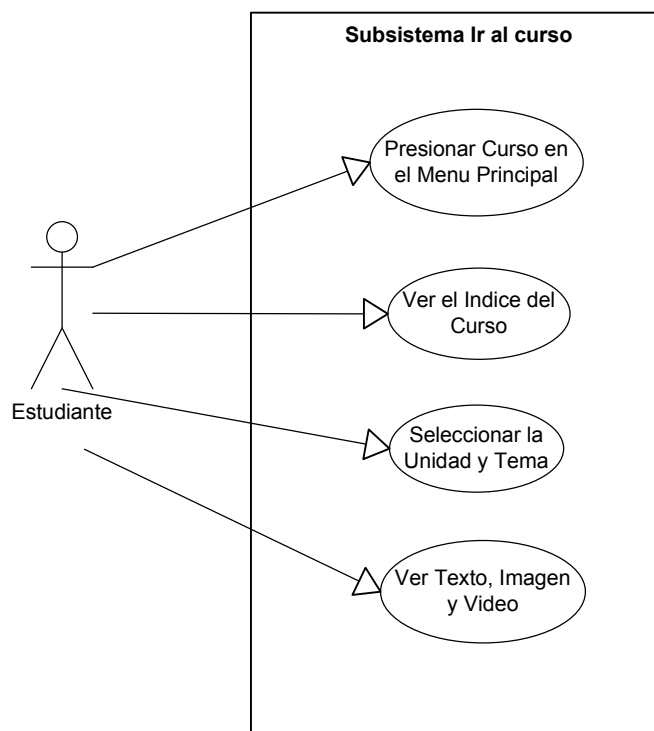 Subsistema Ir al curso
Presionar Curso en
el Menu Principal
Ver el Indice del
Curso
Estudiante
Seleccionar la
Unidad y Tema
Ver Texto, Imagen
y Video